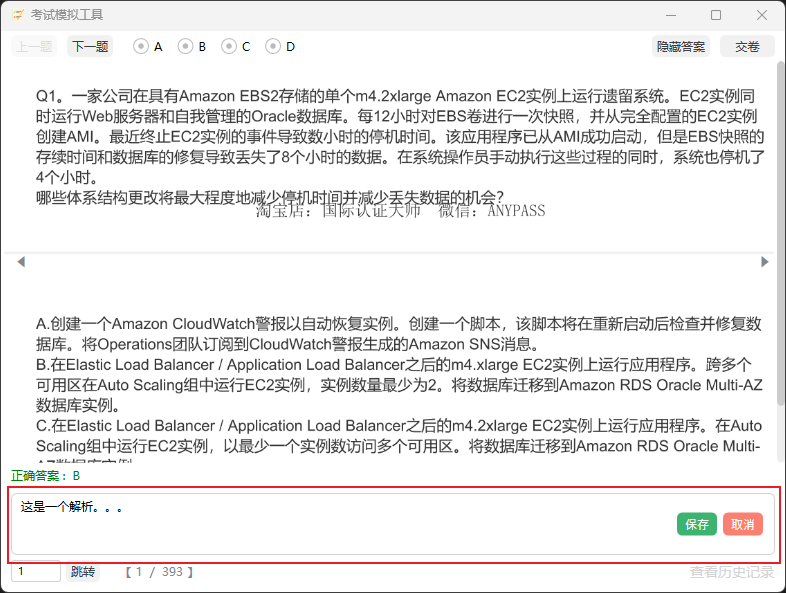 考试模拟工具
上一题 下一题 A B C D 隐藏答案 交卷
Q1。一家公司在具有Amazon EBS2存储的单个m4.2xlarge Amazon EC2实例上运行遗留系统。EC2实例同
时运行Web服务器和自我管理的Oracle数据库。每12小时对EBS卷进行一次快照，并从完全配置的EC2实例
创建AMI。最近终止EC2实例的事件导致数小时的停机时间。该应用程序已从AMI成功启动，但是EBS快照的
存续时间和数据库的修复导致丢失了8个小时的数据。在系统操作员手动执行这些过程的同时，系统也停机了
4个小时。
哪些体系结构更改将最大程度地减少停机时间并减少丢失数据的机会？
淘宝店：国际认证大师 微信：ANYPASS
A.创建一个Amazon CloudWatch警报以自动恢复实例。创建一个脚本，该脚本将在重新启动后检查并修复数
据库。将Operations团队订阅到CloudWatch警报生成的Amazon SNS消息。
B.在Elastic Load Balancer / Application Load Balancer之后的m4.xlarge EC2实例上运行应用程序。跨多个
可用区在Auto Scaling组中运行EC2实例，实例数量最少为2。将数据库迁移到Amazon RDS Oracle Multi-AZ
数据库实例。
C.在Elastic Load Balancer / Application Load Balancer之后的m4.2xlarge EC2实例上运行应用程序。在Auto
Scaling组中运行EC2实例，以最少一个实例数访问多个可用区。将数据库迁移到Amazon RDS Oracle Multi-
AZ数据库实例。
正确答案：B
这是一个解析。。。
保存 取消
1 跳转 【 1 / 393 】 查看历史记录